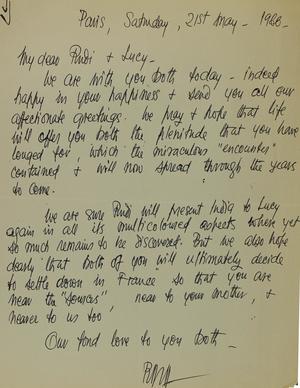 Paris, Saturday, 21st May - 1966.
My dear Rudi & Lucy -
We are with you both today - indeed
happy in your happiness & send you all our
affectionate greetings. We pray & hope that life
will offer you both the plenitude that you have
longed for, which the miraculous "encounter"
contained & will now spread through the years
to come.
We are sure Rudi will present India to Lucy
again in all its multicoloured aspects where yet
so much remains to be discovered. But we also hope
dearly that both of you will ultimately decide
to settle down in France so that you are
near the "sources", near to your mother, &
nearer to us too,
Our fond love to you both -